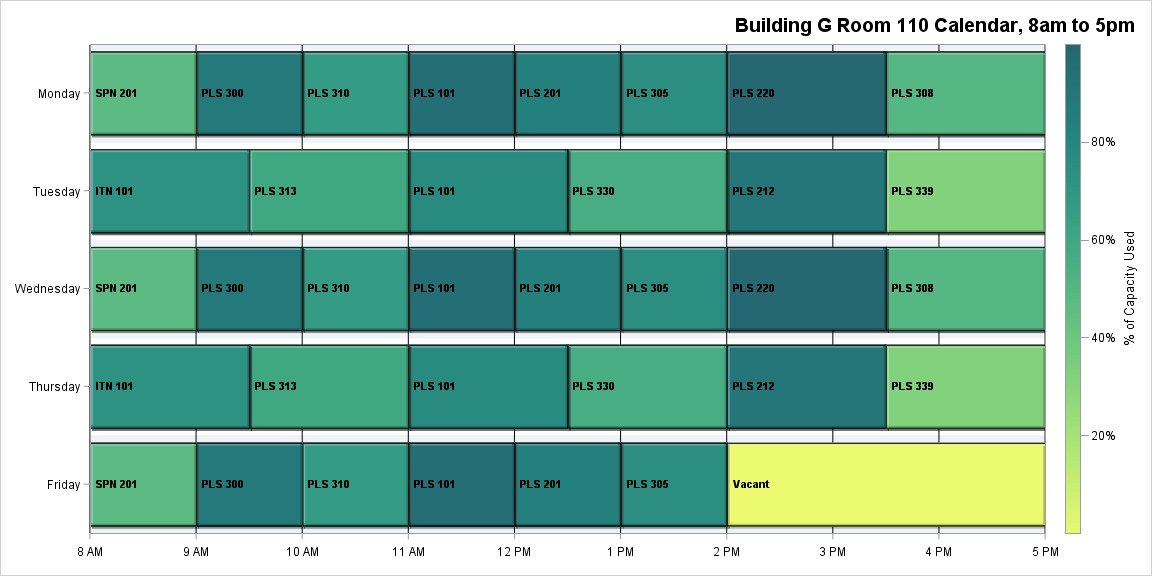 Building G Room 110 Calendar, 8am to 5pm
Monday SPN 201 PLS 300 PLS 310 PLS 101 PLS 201 PLS 305 PLS 220 PLS 308
Tuesday ITN 101 PLS 313 PLS 101 PLS 330 PLS 212 PLS 339
Wednesday SPN 201 PLS 300 PLS 310 PLS 101 PLS 201 PLS 305 PLS 220 PLS 308
Thursday ITN 101 PLS 313 PLS 101 PLS 330 PLS 212 PLS 339
Friday SPN 201 PLS 300 PLS 310 PLS 101 PLS 201 PLS 305 Vacant
8 AM 9 AM 10 AM 11 AM 12 PM 1 PM 2 PM 3 PM 4 PM 5 PM
80%
60%
40%
20%
% of Capacity Used